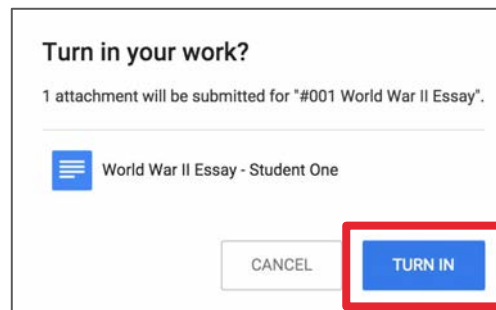 Turn in your work?
1 attachment will be submitted for "#001 World War II Essay".
World War II Essay - Student One
CANCEL TURN IN